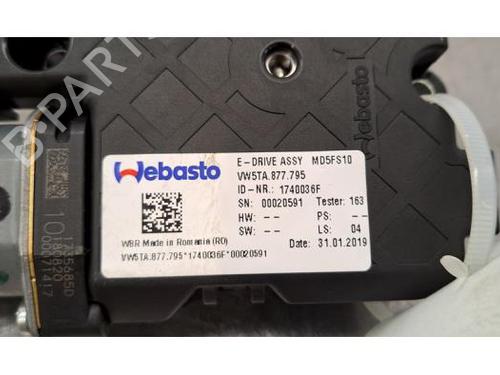 B-PARTS
Webasto
E-DRIVE ASSY MD5FS10
VW5TA.877.795
ID-NR.: 1740036F
SN: 00020591 Tester: 163
HW: -- PS: --
SW: -- LS: 04
WBR Made in Romania (RO) Date: 31.01.2019
VW5TA.877.795*1740036F*00020591